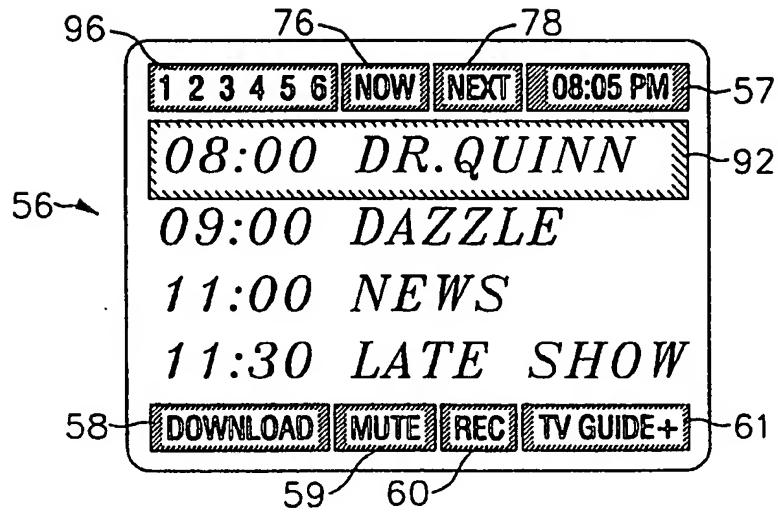 96 76 78
1 2 3 4 5 6 NOW NEXT 08:05 PM 57
08:00 DR.QUINN 92
56
09:00 DAZZLE
11:00 NEWS
11:30 LATE SHOW
58 DOWNLOAD MUTE REC TV GUIDE+ 61
59 60